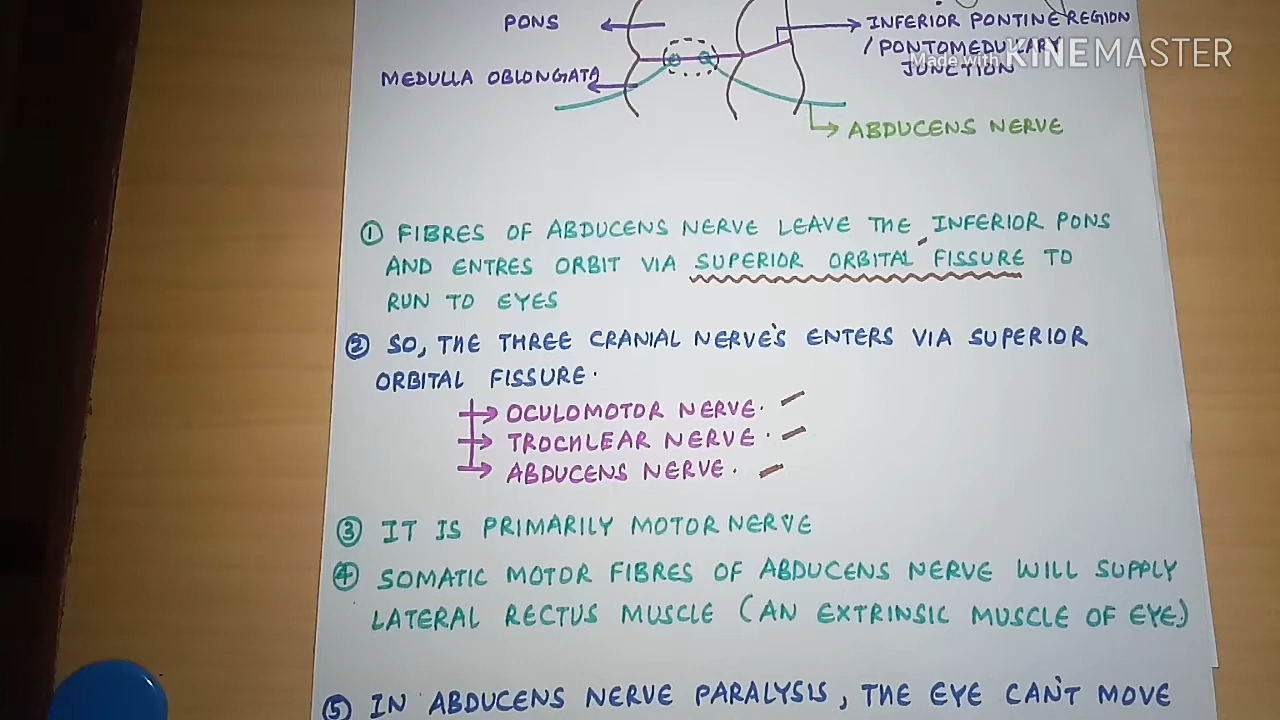 PONS
INFERIOR PONTINE REGION
/ PONTOMEDULLARY
JUNCTION
Made with KINEMASTER
MEDULLA OBLONGATA
ABDUCENS NERVE
① FIBRES OF ABDUCENS NERVE LEAVE THE INFERIOR PONS
AND ENTRES ORBIT VIA SUPERIOR ORBITAL FISSURE TO
RUN TO EYES
② SO, THE THREE CRANIAL NERVE'S ENTERS VIA SUPERIOR
ORBITAL FISSURE.
OCULOMOTOR NERVE.
TROCHLEAR NERVE.
ABDUCENS NERVE.
③ IT IS PRIMARILY MOTOR NERVE
④ SOMATIC MOTOR FIBRES OF ABDUCENS NERVE WILL SUPPLY
LATERAL RECTUS MUSCLE (AN EXTRINSIC MUSCLE OF EYE)
⑤ IN ABDUCENS NERVE PARALYSIS, THE EYE CAN'T MOVE